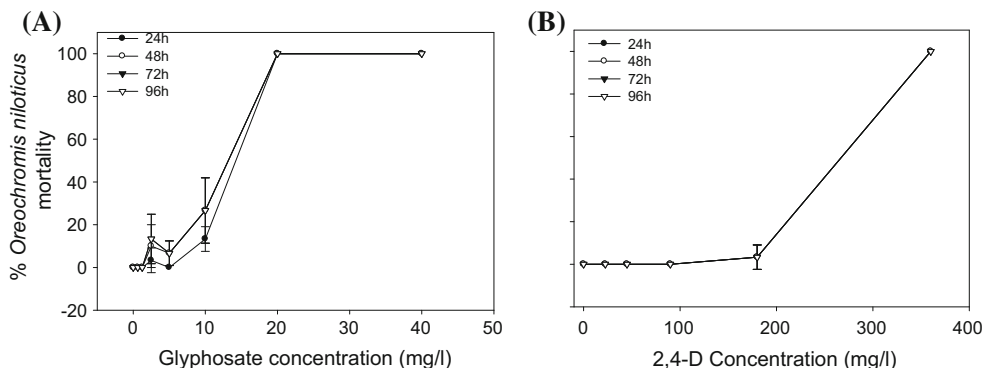 (A)
24h
48h
72h
96h
100
80
60
40
20
0
-20
% Oreochromis niloticus
mortality
0
10
20
30
40
50
Glyphosate concentration (mg/l)
(B)
24h
48h
72h
96h
0
100
200
300
400
2,4-D Concentration (mg/l)